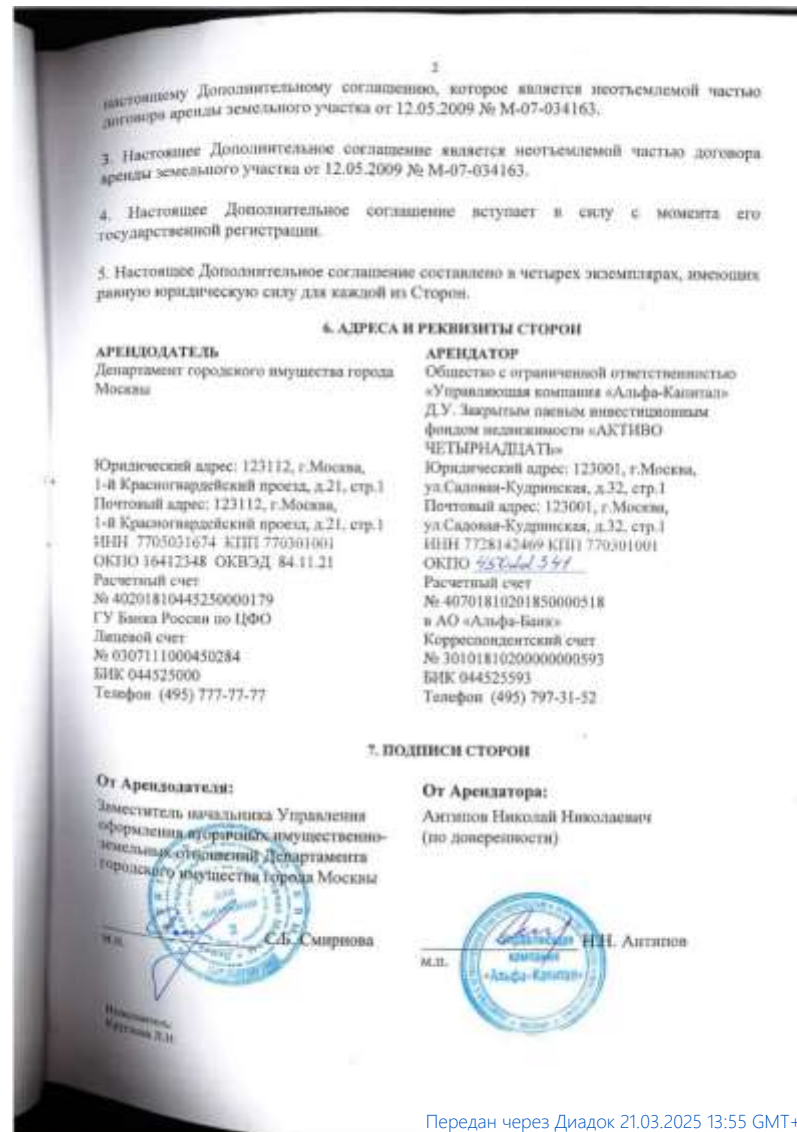 2
настоящему Дополнительному соглашению, которое является неотъемлемой частью
договора аренды земельного участка от 12.05.2009 № М-07-034163.
3. Настоящее Дополнительное соглашение является неотъемлемой частью договора
аренды земельного участка от 12.05.2009 № М-07-034163.
4. Настоящее Дополнительное соглашение вступает в силу с момента его
государственной регистрации.
5. Настоящее Дополнительное соглашение составлено в четырех экземплярах, имеющих
равную юридическую силу для каждой из Сторон.
6. АДРЕСА И РЕКВИЗИТЫ СТОРОН
АРЕНДОДАТЕЛЬ
Департамент городского имущества города
Москвы
Юридический адрес: 123112, г.Москва,
1-й Красногвардейский проезд, д.21, стр.1
Почтовый адрес: 123112, г.Москва,
1-й Красногвардейский проезд, д.21, стр.1
ИНН 7705031674 КПП 770301001
ОКПО 16412348 ОКВЭД 84.11.21
Расчетный счет
№ 40201810445250000179
ГУ Банка России по ЦФО
Лицевой счет
№ 0307111000450284
БИК 044525000
Телефон (495) 777-77-77
АРЕНДАТОР
Общество с ограниченной ответственностью
«Управляющая компания «Альфа-Капитал»
Д.У. Закрытым паевым инвестиционным
фондом недвижимости «АКТИВО
ЧЕТЫРНАДЦАТЬ»
Юридический адрес: 123001, г.Москва,
ул.Садовая-Кудринская, д.32, стр.1
Почтовый адрес: 123001, г.Москва,
ул.Садовая-Кудринская, д.32, стр.1
ИНН 7728142469 КПП 770301001
ОКПО
Расчетный счет
№ 40701810201850000518
в АО «Альфа-Банк»
Корреспондентский счет
№ 30101810200000000593
БИК 044525593
Телефон (495) 797-31-52
7. ПОДПИСИ СТОРОН
От Арендодателя:
Заместитель начальника Управления
оформления вторичных имущественно-
земельных отношений Департамента
городского имущества города Москвы
С.Б. Смирнова
м.п.
Исполнитель:
От Арендатора:
Антипов Николай Николаевич
(по доверенности)
Н.Н. Антипов
м.п.
Управляющая
компания
«Альфа-Капитал»
Передан через Диадок 21.03.2025 13:55 GMT+